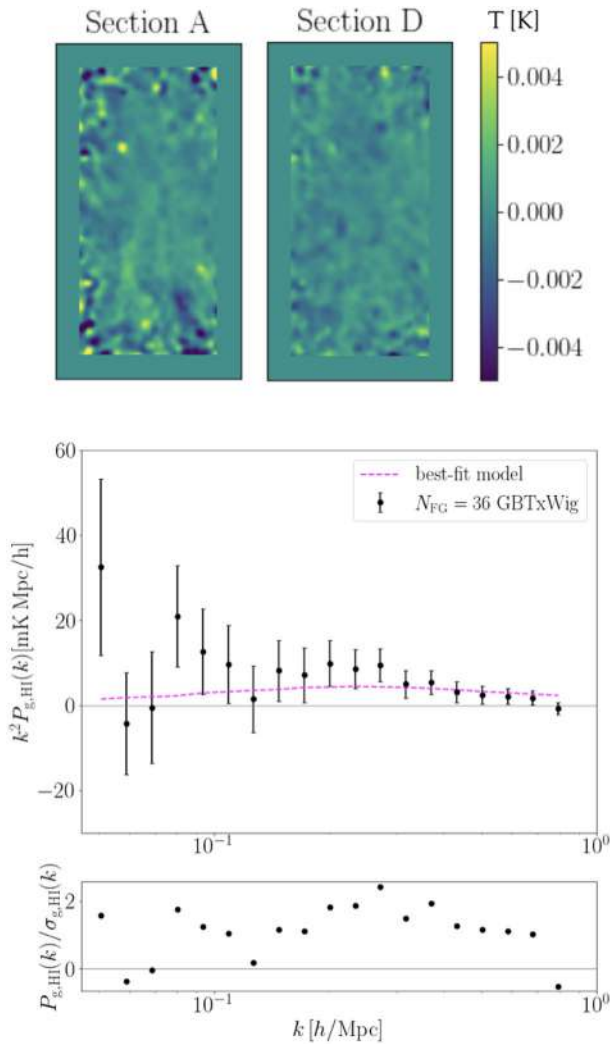 Section A Section D T [K]
0.004
0.002
0.000
−0.002
−0.004
60
40
20
0
−20
k²P_g,HI(k)[mK Mpc/h]
best-fit model
N_FG = 36 GBTxWig
10⁻¹ 10⁰
2
0
P_g,HI(k)/σ_g,HI(k)
10⁻¹ 10⁰
k [h/Mpc]